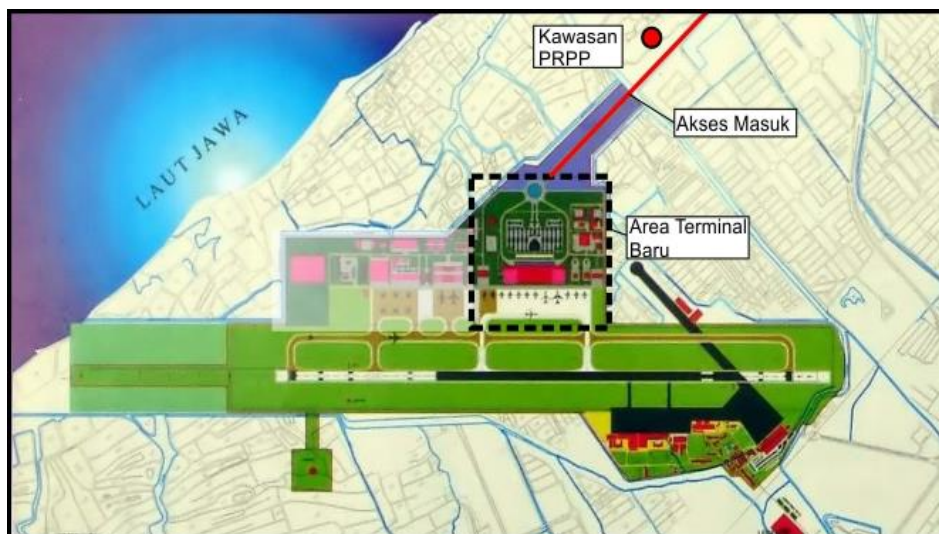 Kawasan
PRPP
Akses Masuk
LAUT JAWA
Area Terminal
Baru